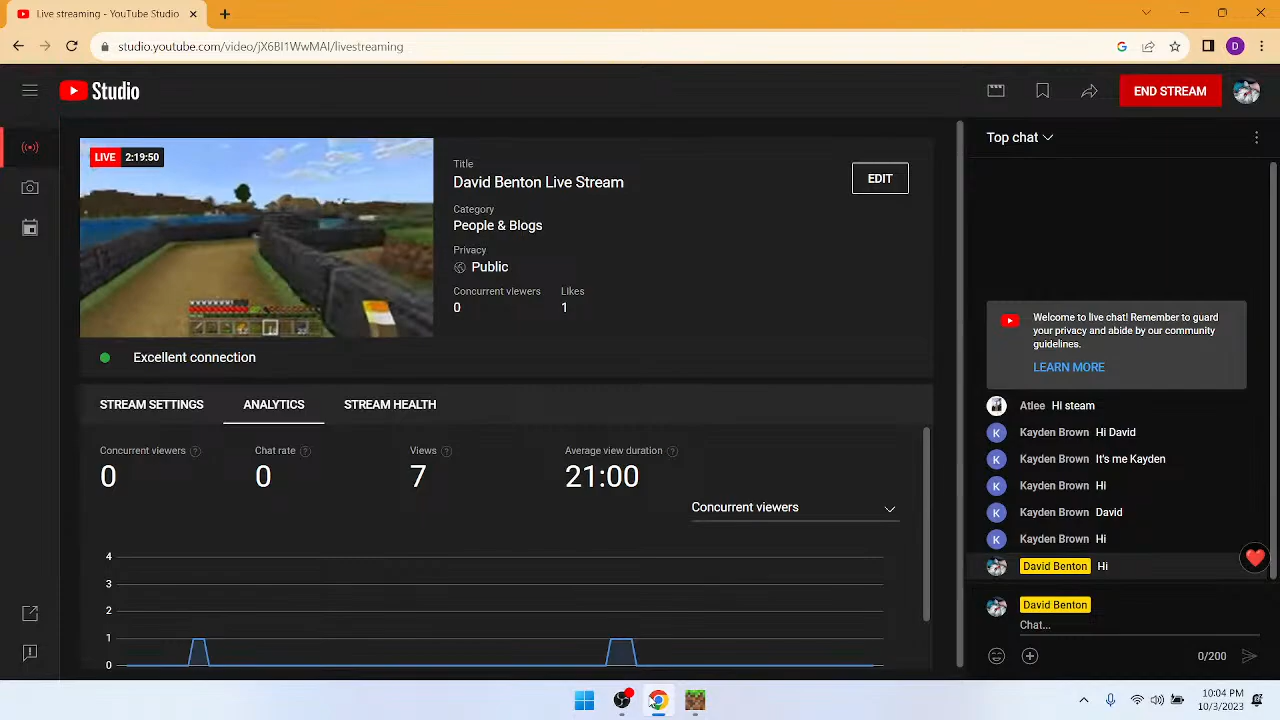 Live streaming - YouTube Studio
studio.youtube.com/video/jX6BI1WwMAI/livestreaming
D
Studio
END STREAM
LIVE 2:19:50
Title
David Benton Live Stream
EDIT
Category
People & Blogs
Privacy
Public
Concurrent viewers Likes
0 1
Excellent connection
STREAM SETTINGS ANALYTICS STREAM HEALTH
Concurrent viewers Chat rate Views Average view duration
0 0 7 21:00
Concurrent viewers
4
3
2
1
0
Top chat
Welcome to live chat! Remember to guard
your privacy and abide by our community
guidelines.
LEARN MORE
Atlee Hi steam
K Kayden Brown Hi David
K Kayden Brown It's me Kayden
K Kayden Brown Hi
K Kayden Brown David
K Kayden Brown Hi
David Benton Hi
David Benton
Chat...
0/200
10:04 PM
10/3/2023